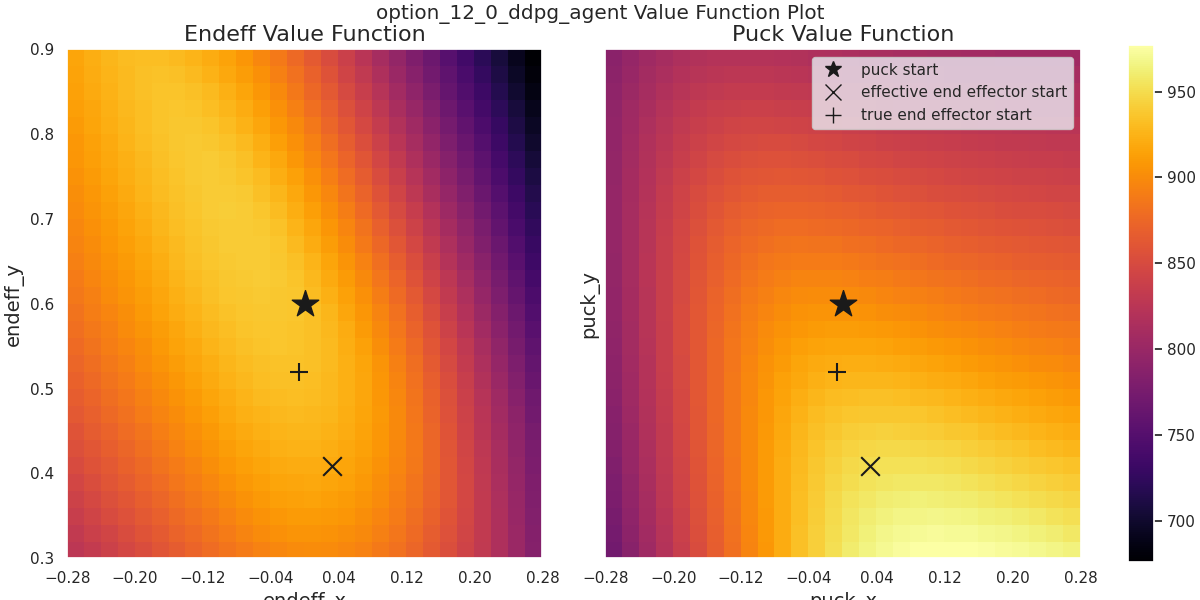 option_12_0_ddpg_agent Value Function Plot
Endeff Value Function
Puck Value Function
puck start
effective end effector start
true end effector start
0.9
0.8
0.7
0.6
0.5
0.4
0.3
endeff_y
−0.28 −0.20 −0.12 −0.04 0.04 0.12 0.20 0.28
endeff_x
puck_y
−0.28 −0.20 −0.12 −0.04 0.04 0.12 0.20 0.28
puck_x
950
900
850
800
750
700